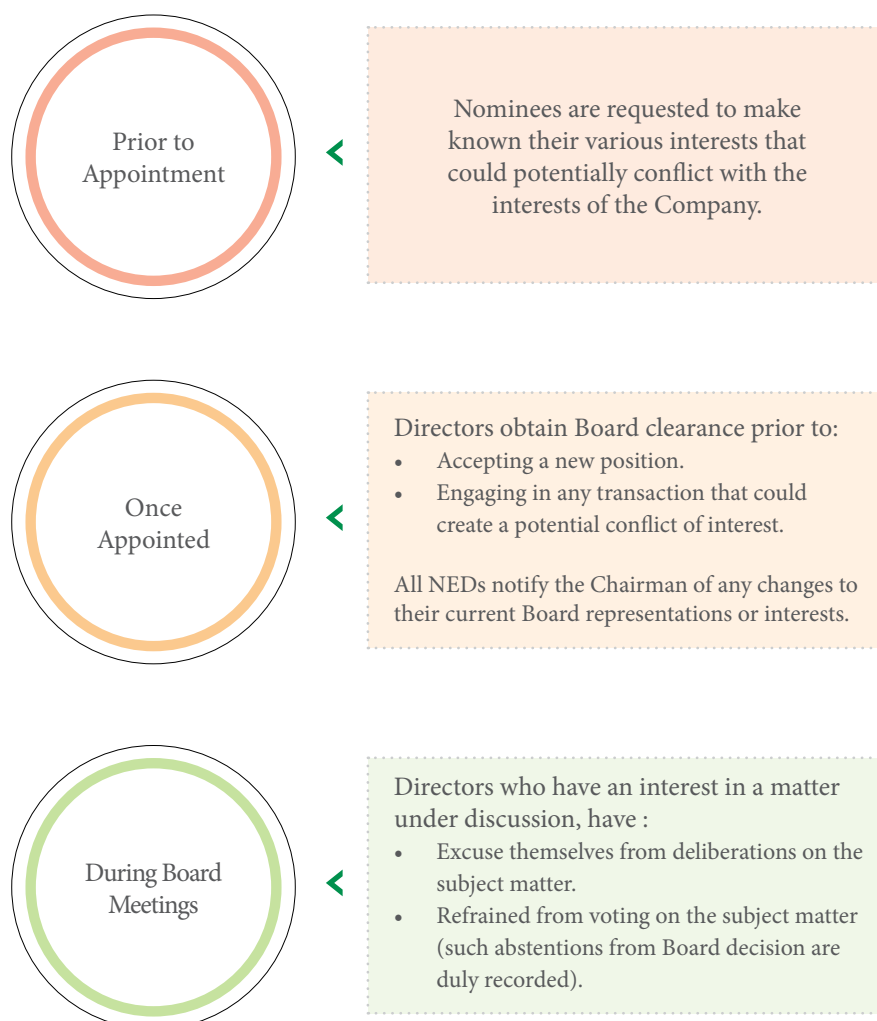 Prior to
Appointment
Nominees are requested to make
known their various interests that
could potentially conflict with the
interests of the Company.
Once
Appointed
Directors obtain Board clearance prior to:
• Accepting a new position.
• Engaging in any transaction that could
create a potential conflict of interest.
All NEDs notify the Chairman of any changes to
their current Board representations or interests.
During Board
Meetings
Directors who have an interest in a matter
under discussion, have :
• Excuse themselves from deliberations on the
subject matter.
• Refrained from voting on the subject matter
(such abstentions from Board decision are
duly recorded).